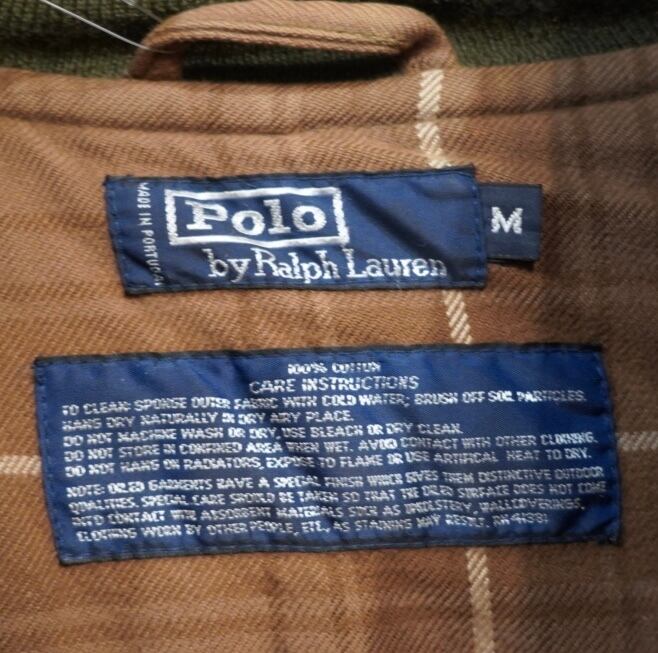 MADE IN PORTUGAL
Polo
by Ralph Lauren
M
100% COTTON
CARE INSTRUCTIONS
TO CLEAN: SPONGE OUTER FABRIC WITH COLD WATER; BRUSH OFF SOIL PARTICLES.
HANG DRY NATURALLY IN DRY AIRY PLACE.
DO NOT MACHINE WASH OR DRY, USE BLEACH OR DRY CLEAN.
DO NOT STORE IN CONFINED AREA WHEN WET. AVOID CONTACT WITH OTHER CLOTHING.
DO NOT HANG ON RADIATORS, EXPOSE TO FLAME OR USE ARTIFICAL HEAT TO DRY.
NOTE: OILED GARMENTS HAVE A SPECIAL FINISH WHICH GIVES THEM DISTINCTIVE OUTDOOR
QUALITIES. SPECIAL CARE SHOULD BE TAKEN SO THAT THE OILED SURFACE DOES NOT COME
INTO CONTACT WITH ABSORBENT MATERIALS SUCH AS UPHOLSTERY, WALLCOVERINGS,
CLOTHING WORN BY OTHER PEOPLE, ETC., AS STAINING MAY RESULT. RN 41381